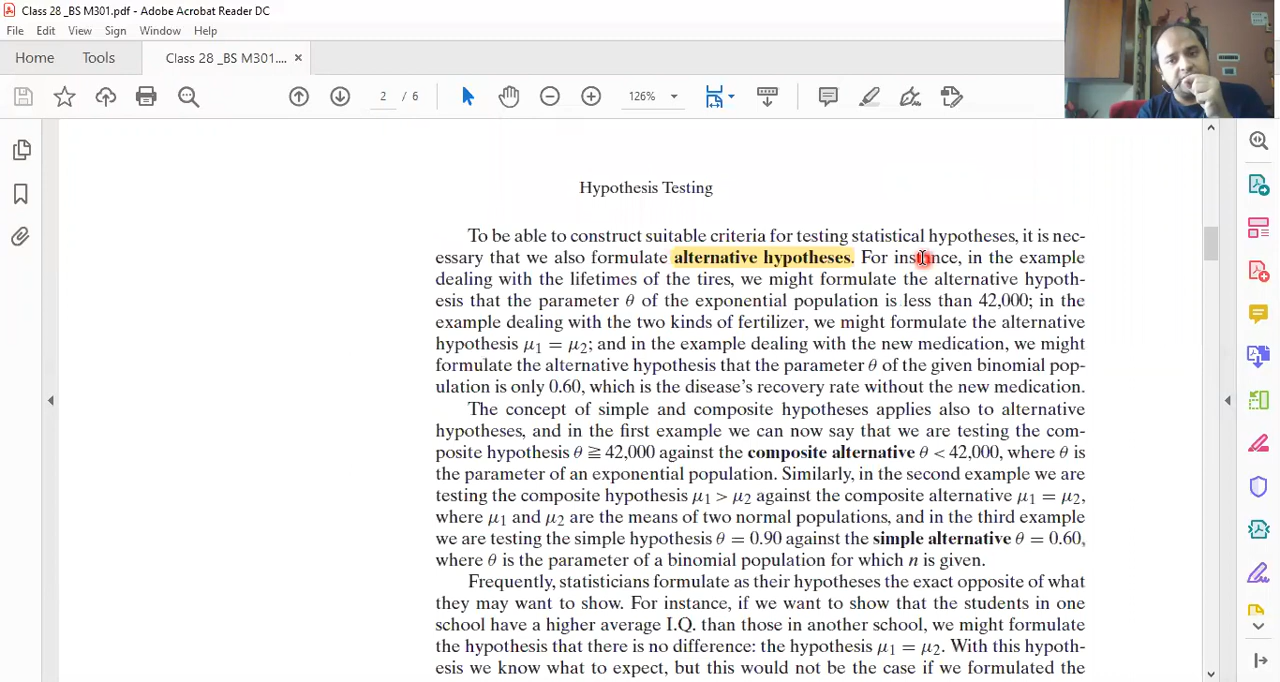 Class 28 _BS M301.pdf - Adobe Acrobat Reader DC
File Edit View Sign Window Help
Home Tools Class 28 _BS M301.... ×
2 / 6 126%
Hypothesis Testing
To be able to construct suitable criteria for testing statistical hypotheses, it is nec-
essary that we also formulate alternative hypotheses. For instance, in the example
dealing with the lifetimes of the tires, we might formulate the alternative hypoth-
esis that the parameter θ of the exponential population is less than 42,000; in the
example dealing with the two kinds of fertilizer, we might formulate the alternative
hypothesis μ1 = μ2; and in the example dealing with the new medication, we might
formulate the alternative hypothesis that the parameter θ of the given binomial pop-
ulation is only 0.60, which is the disease's recovery rate without the new medication.
The concept of simple and composite hypotheses applies also to alternative
hypotheses, and in the first example we can now say that we are testing the com-
posite hypothesis θ ≧ 42,000 against the composite alternative θ < 42,000, where θ is
the parameter of an exponential population. Similarly, in the second example we are
testing the composite hypothesis μ1 > μ2 against the composite alternative μ1 = μ2,
where μ1 and μ2 are the means of two normal populations, and in the third example
we are testing the simple hypothesis θ = 0.90 against the simple alternative θ = 0.60,
where θ is the parameter of a binomial population for which n is given.
Frequently, statisticians formulate as their hypotheses the exact opposite of what
they may want to show. For instance, if we want to show that the students in one
school have a higher average I.Q. than those in another school, we might formulate
the hypothesis that there is no difference: the hypothesis μ1 = μ2. With this hypoth-
esis we know what to expect, but this would not be the case if we formulated the